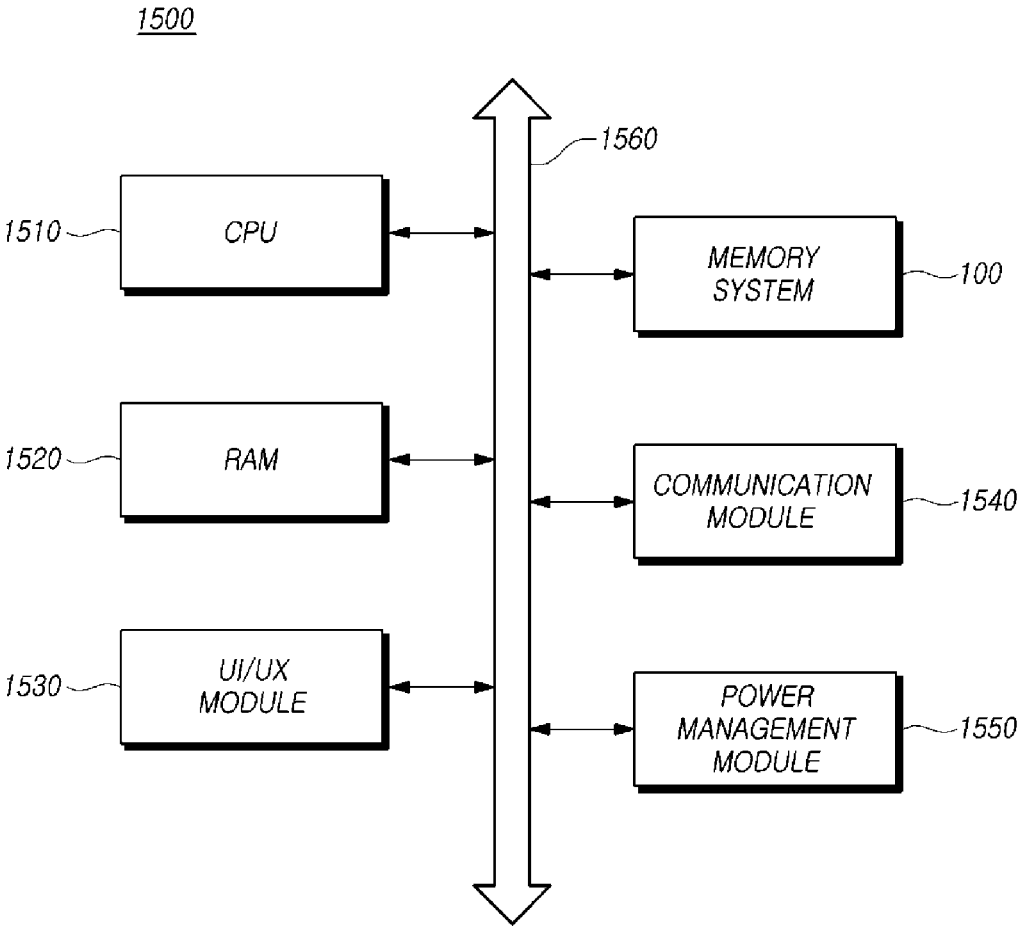 1500
1560
1510
CPU
MEMORY
SYSTEM
100
1520
RAM
COMMUNICATION
MODULE
1540
1530
UI/UX
MODULE
POWER
MANAGEMENT
MODULE
1550